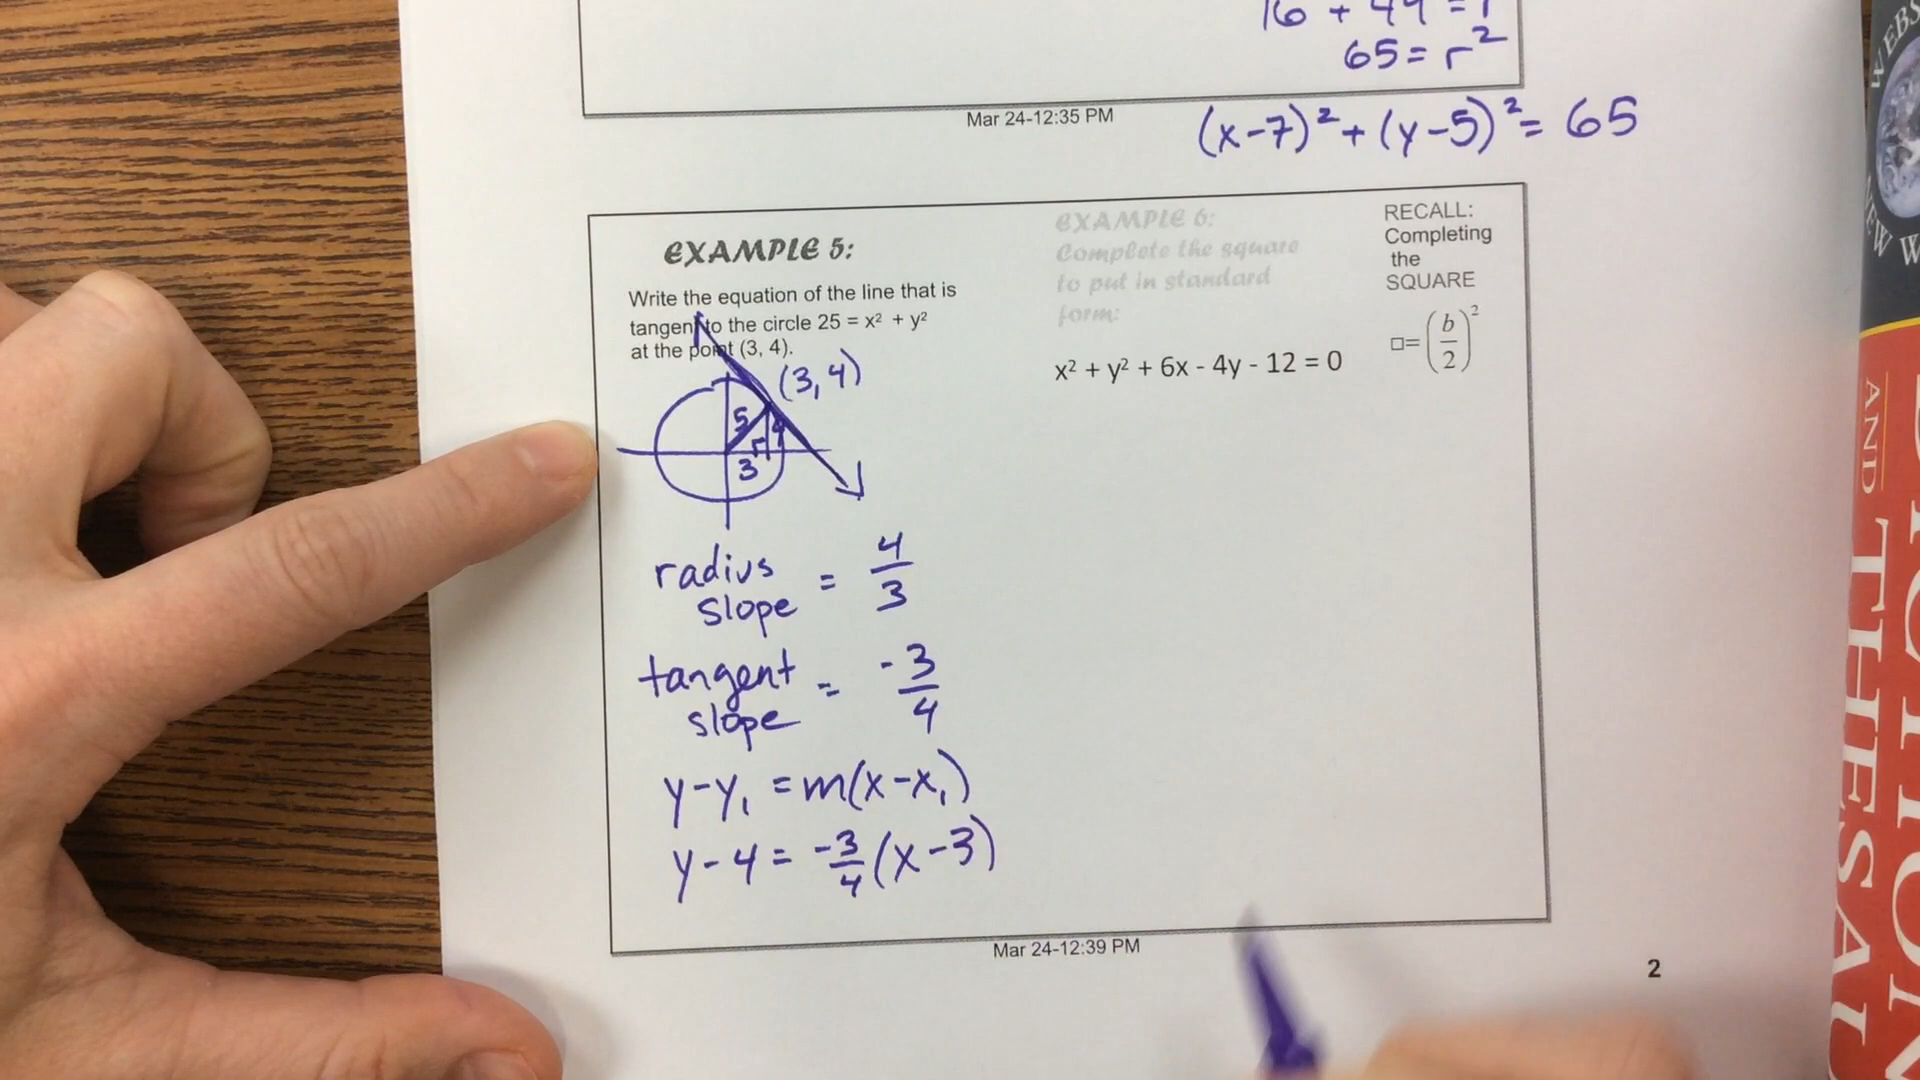 65 = r²
Mar 24-12:35 PM
(x-7)² + (y-5)² = 65
EXAMPLE 5:
Write the equation of the line that is
tangent to the circle 25 = x² + y²
at the point (3, 4).
(3, 4)
5
4
3
radius slope = 4/3
tangent slope = -3/4
y - y₁ = m(x - x₁)
y - 4 = -3/4 (x - 3)
EXAMPLE 6:
Complete the square
to put in standard
form:
x² + y² + 6x - 4y - 12 = 0
RECALL:
Completing
the
SQUARE
□= (b/2)²
Mar 24-12:39 PM
2
AND